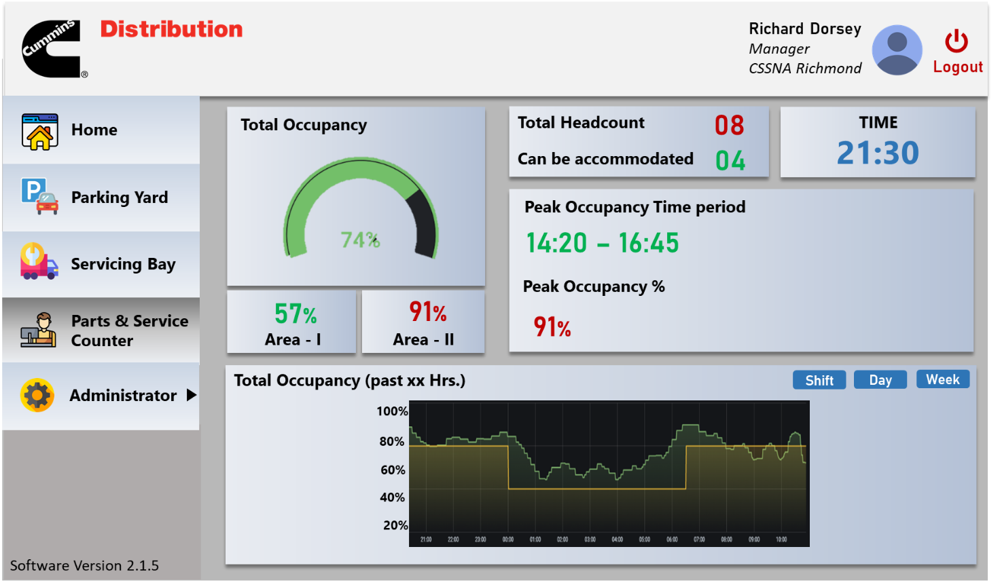 Cummins
®
Distribution
Richard Dorsey
Manager
CSSNA Richmond
Logout
Home
Parking Yard
Servicing Bay
Parts & Service
Counter
Administrator
Software Version 2.1.5
Total Occupancy
74%
57%
Area - I
91%
Area - II
Total Headcount 08
Can be accommodated 04
TIME
21:30
Peak Occupancy Time period
14:20 – 16:45
Peak Occupancy %
91%
Total Occupancy (past xx Hrs.)
Shift Day Week
100%
80%
60%
40%
20%
21:00 22:00 23:00 00:00 01:00 02:00 03:00 04:00 05:00 06:00 07:00 08:00 09:00 10:00